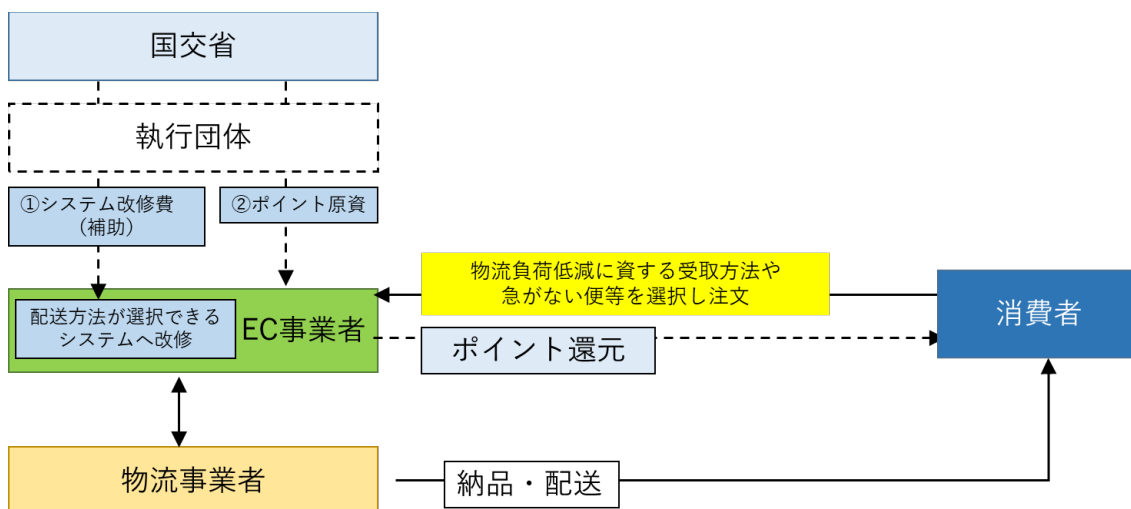 国交省
執行団体
①システム改修費
（補助）
②ポイント原資
物流負荷低減に資する受取方法や
急がない便等を選択し注文
配送方法が選択できる
システムへ改修
EC事業者
消費者
ポイント還元
物流事業者
納品・配送